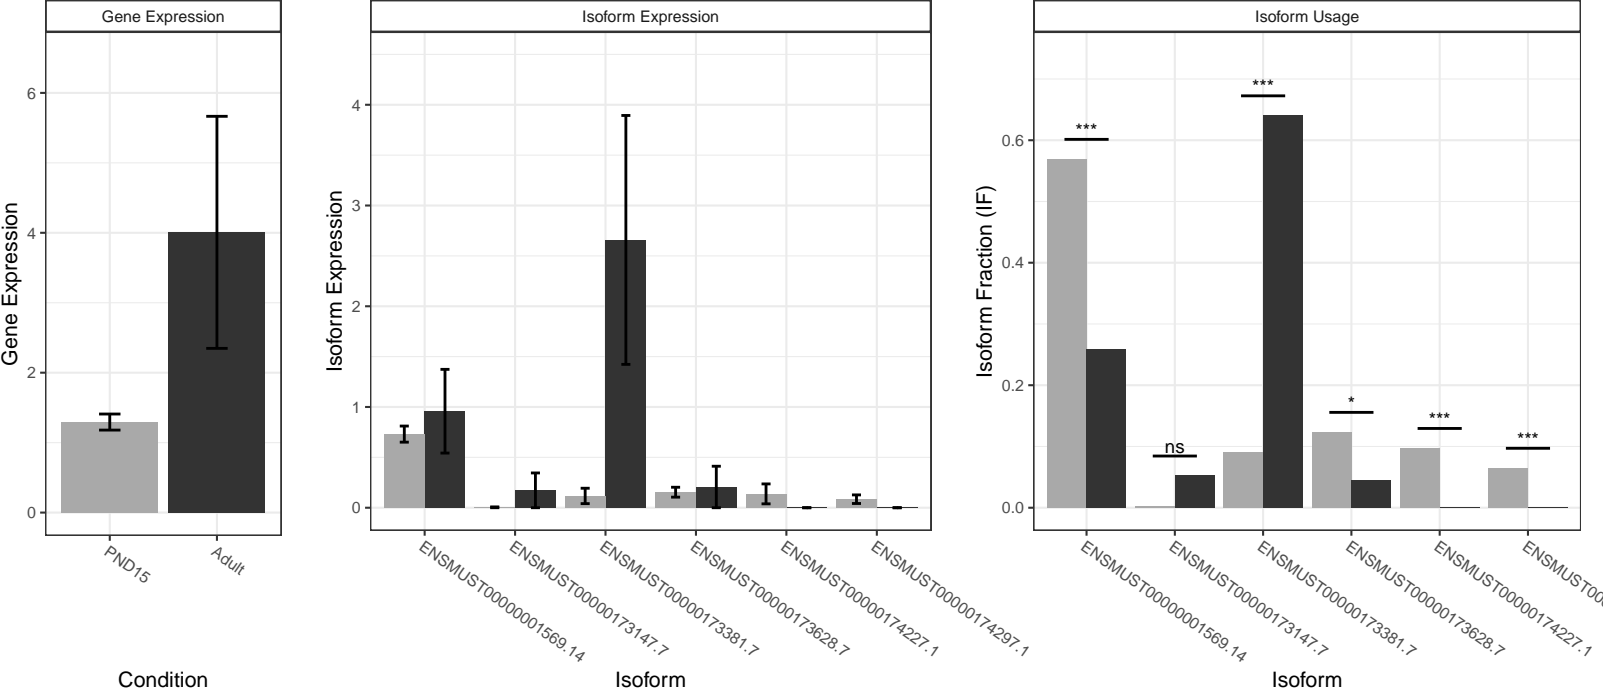 Gene Expression
Gene Expression
6
4
2
0
PND15
Adult
Condition
Isoform Expression
Isoform Expression
4
3
2
1
0
ENSMUST00000001569.14
ENSMUST00000173147.7
ENSMUST00000173381.7
ENSMUST00000173628.7
ENSMUST00000174227.1
ENSMUST00000174297.1
Isoform
Isoform Usage
Isoform Fraction (IF)
0.6
0.4
0.2
0.0
***
ns
***
*
***
***
ENSMUST00000001569.14
ENSMUST00000173147.7
ENSMUST00000173381.7
ENSMUST00000173628.7
ENSMUST00000174227.1
Isoform